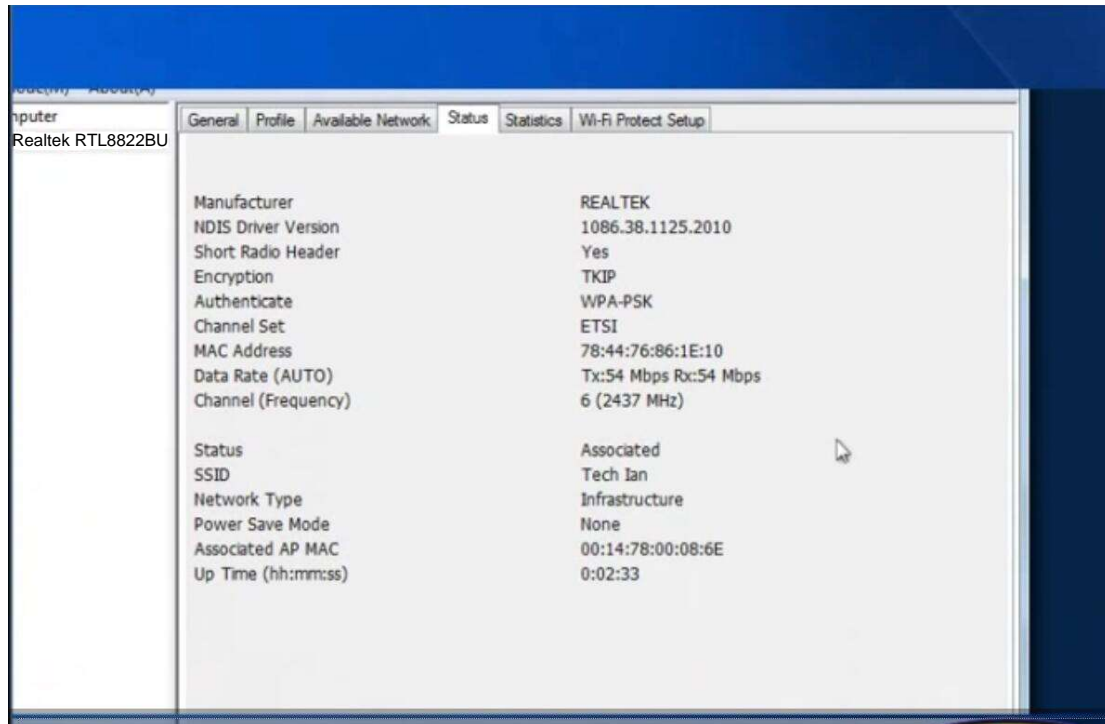 mputer
Realtek RTL8822BU
General Profile Available Network Status Statistics Wi-Fi Protect Setup
Manufacturer REALTEK
NDIS Driver Version 1086.38.1125.2010
Short Radio Header Yes
Encryption TKIP
Authenticate WPA-PSK
Channel Set ETSI
MAC Address 78:44:76:86:1E:10
Data Rate (AUTO) Tx:54 Mbps Rx:54 Mbps
Channel (Frequency) 6 (2437 MHz)
Status Associated
SSID Tech Ian
Network Type Infrastructure
Power Save Mode None
Associated AP MAC 00:14:78:00:08:6E
Up Time (hh:mm:ss) 0:02:33